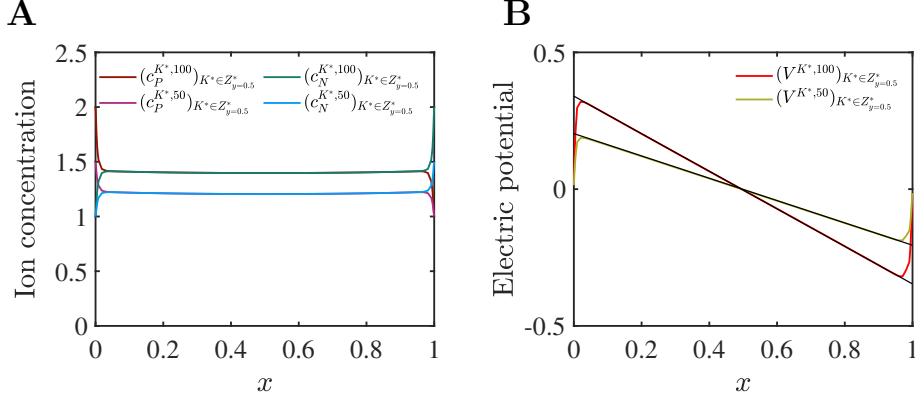 A
2.5
2
1.5
1
0.5
0
0 0.2 0.4 0.6 0.8 1
x
Ion concentration
(c_P^{K*,100})_{K*∈Z*_{y=0.5}} (c_N^{K*,100})_{K*∈Z*_{y=0.5}}
(c_P^{K*,50})_{K*∈Z*_{y=0.5}} (c_N^{K*,50})_{K*∈Z*_{y=0.5}}
B
0.5
0
-0.5
0 0.2 0.4 0.6 0.8 1
x
Electric potential
(V^{K*,100})_{K*∈Z*_{y=0.5}}
(V^{K*,50})_{K*∈Z*_{y=0.5}}